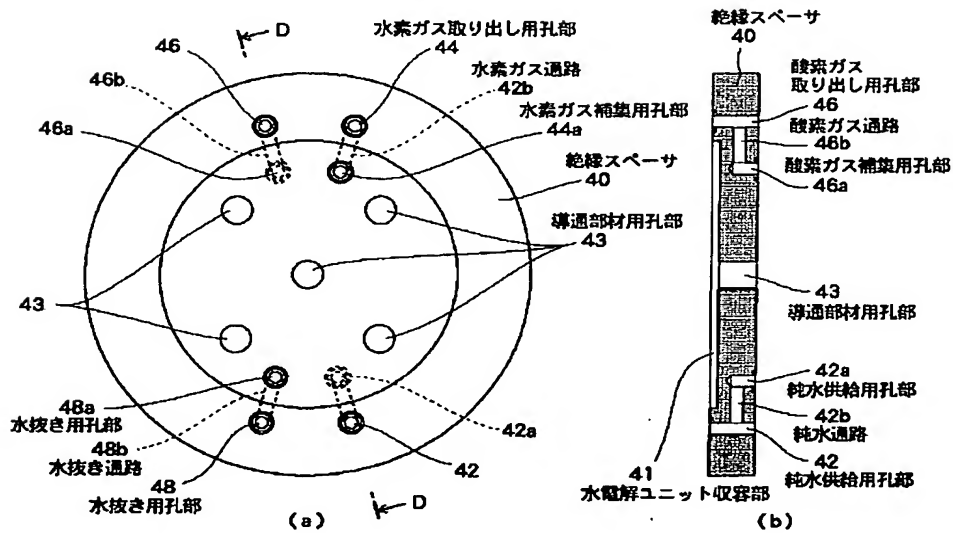 D
46
水素ガス取り出し用孔部
44
46b
水素ガス通路
42b
水素ガス補集用孔部
44a
46a
絶縁スペーサ
40
導通部材用孔部
43
43
48a
水抜き用孔部
48b
水抜き通路
48
水抜き用孔部
42a
42
D
(a)
絶縁スペーサ
40
酸素ガス
取り出し用孔部
46
酸素ガス通路
46b
酸素ガス補集用孔部
46a
43
導通部材用孔部
42a
純水供給用孔部
42b
純水通路
42
純水供給用孔部
41
水電解ユニット収容部
(b)